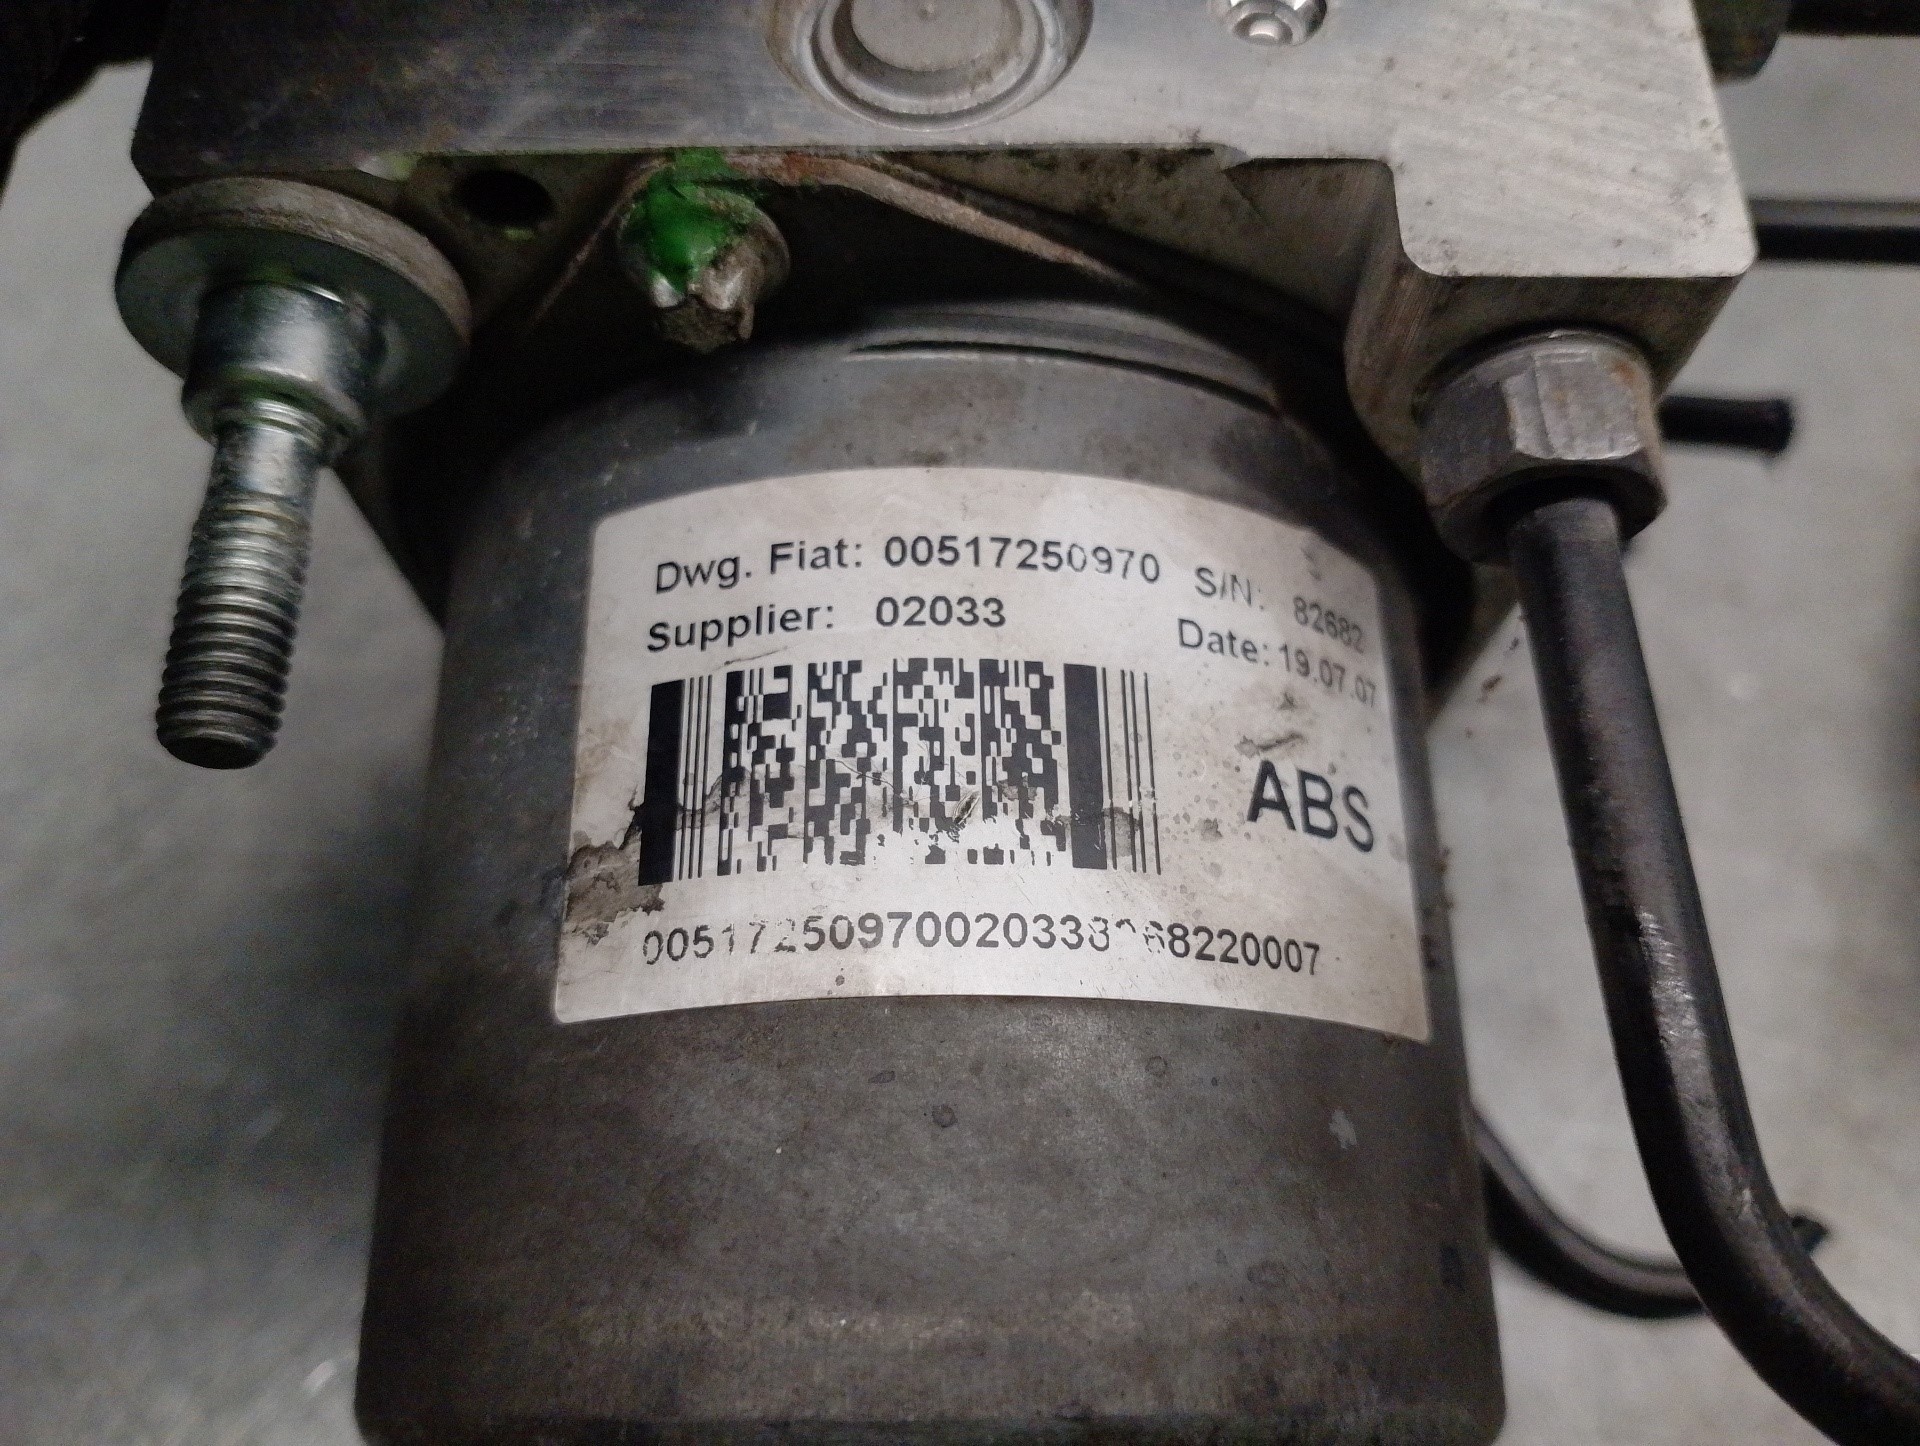 Dwg. Fiat: 00517250970 S/N: 82682
Supplier: 02033 Date: 19.07.07
ABS